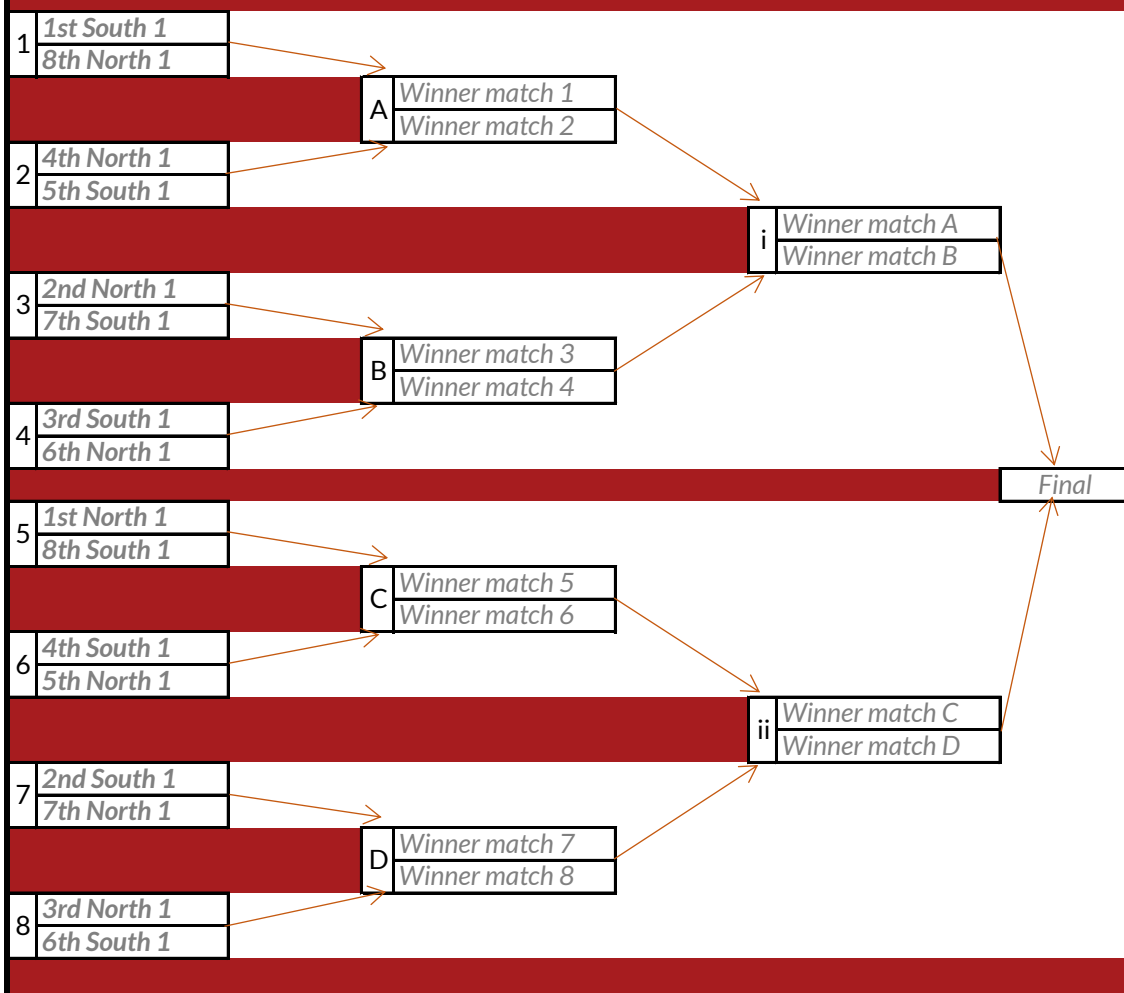 1
1st South 1
8th North 1
A
Winner match 1
Winner match 2
2
4th North 1
5th South 1
i
Winner match A
Winner match B
3
2nd North 1
7th South 1
B
Winner match 3
Winner match 4
4
3rd South 1
6th North 1
Final
5
1st North 1
8th South 1
C
Winner match 5
Winner match 6
6
4th South 1
5th North 1
ii
Winner match C
Winner match D
7
2nd South 1
7th North 1
D
Winner match 7
Winner match 8
8
3rd North 1
6th South 1